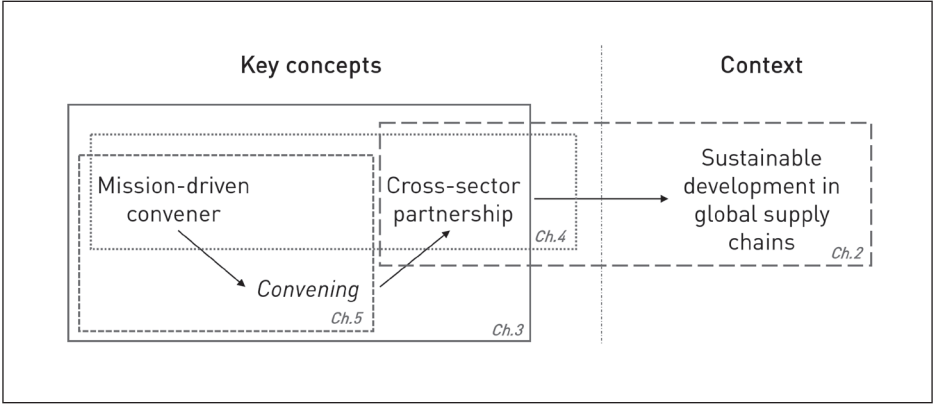 Key concepts
Context
Mission-driven
convener
Cross-sector
partnership
Sustainable
development in
global supply
chains
Ch.4
Ch.2
Convening
Ch.5
Ch.3